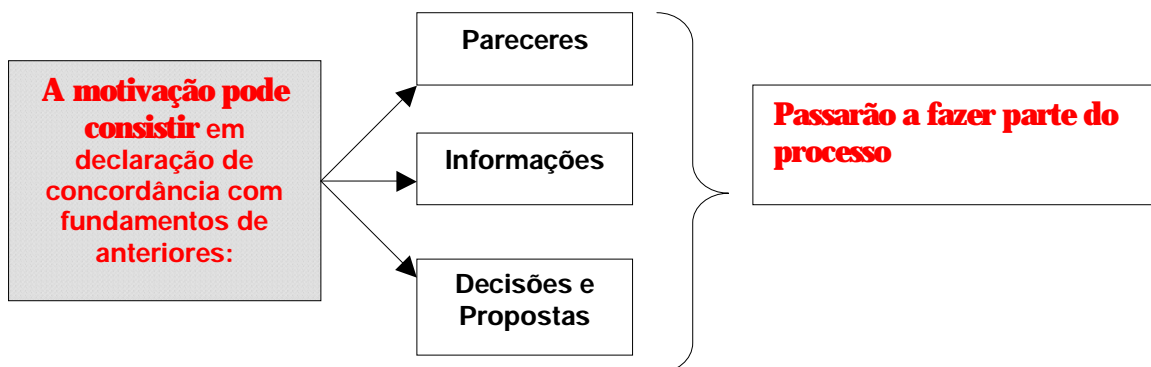 A motivação pode
consistir em
declaração de
concordância com
fundamentos de
anteriores:
Pareceres
Informações
Decisões e
Propostas
Passarão a fazer parte do
processo